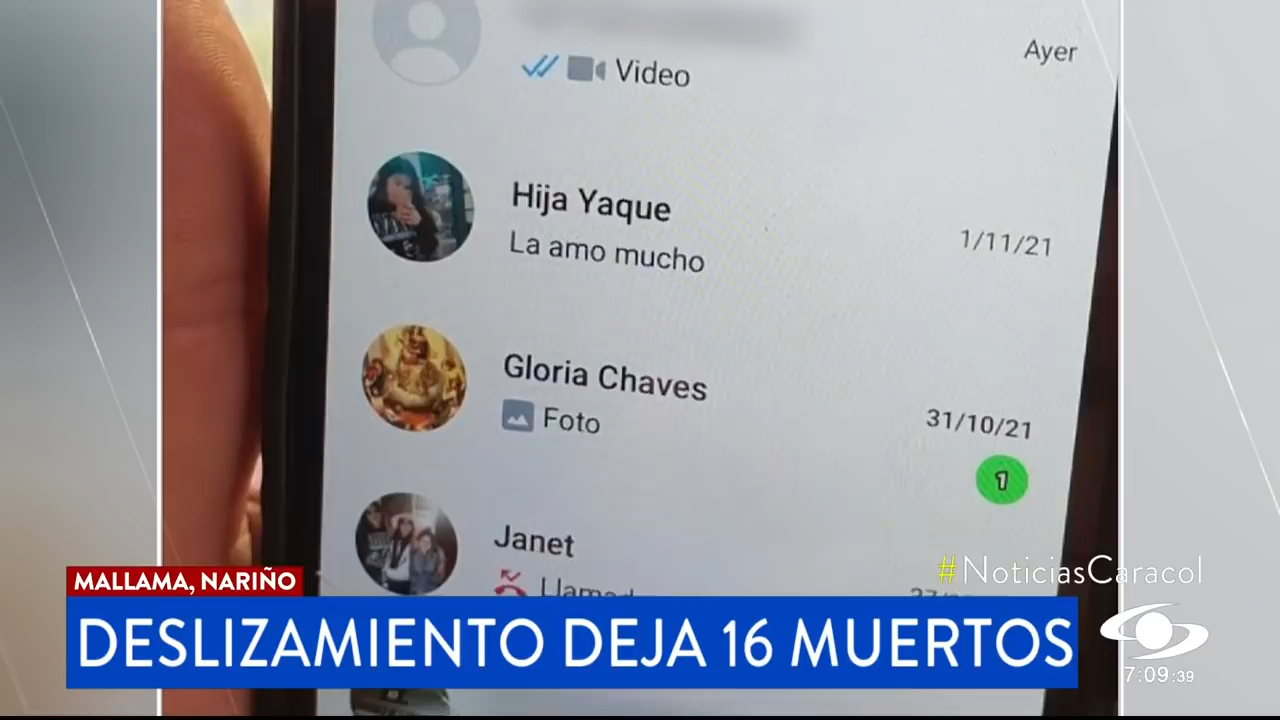 Ayer
Video
Hija Yaque
1/11/21
La amo mucho
Gloria Chaves
31/10/21
Foto
1
Janet
#NoticiasCaracol
MALLAMA, NARIÑO
DESLIZAMIENTO DEJA 16 MUERTOS
7:09:39